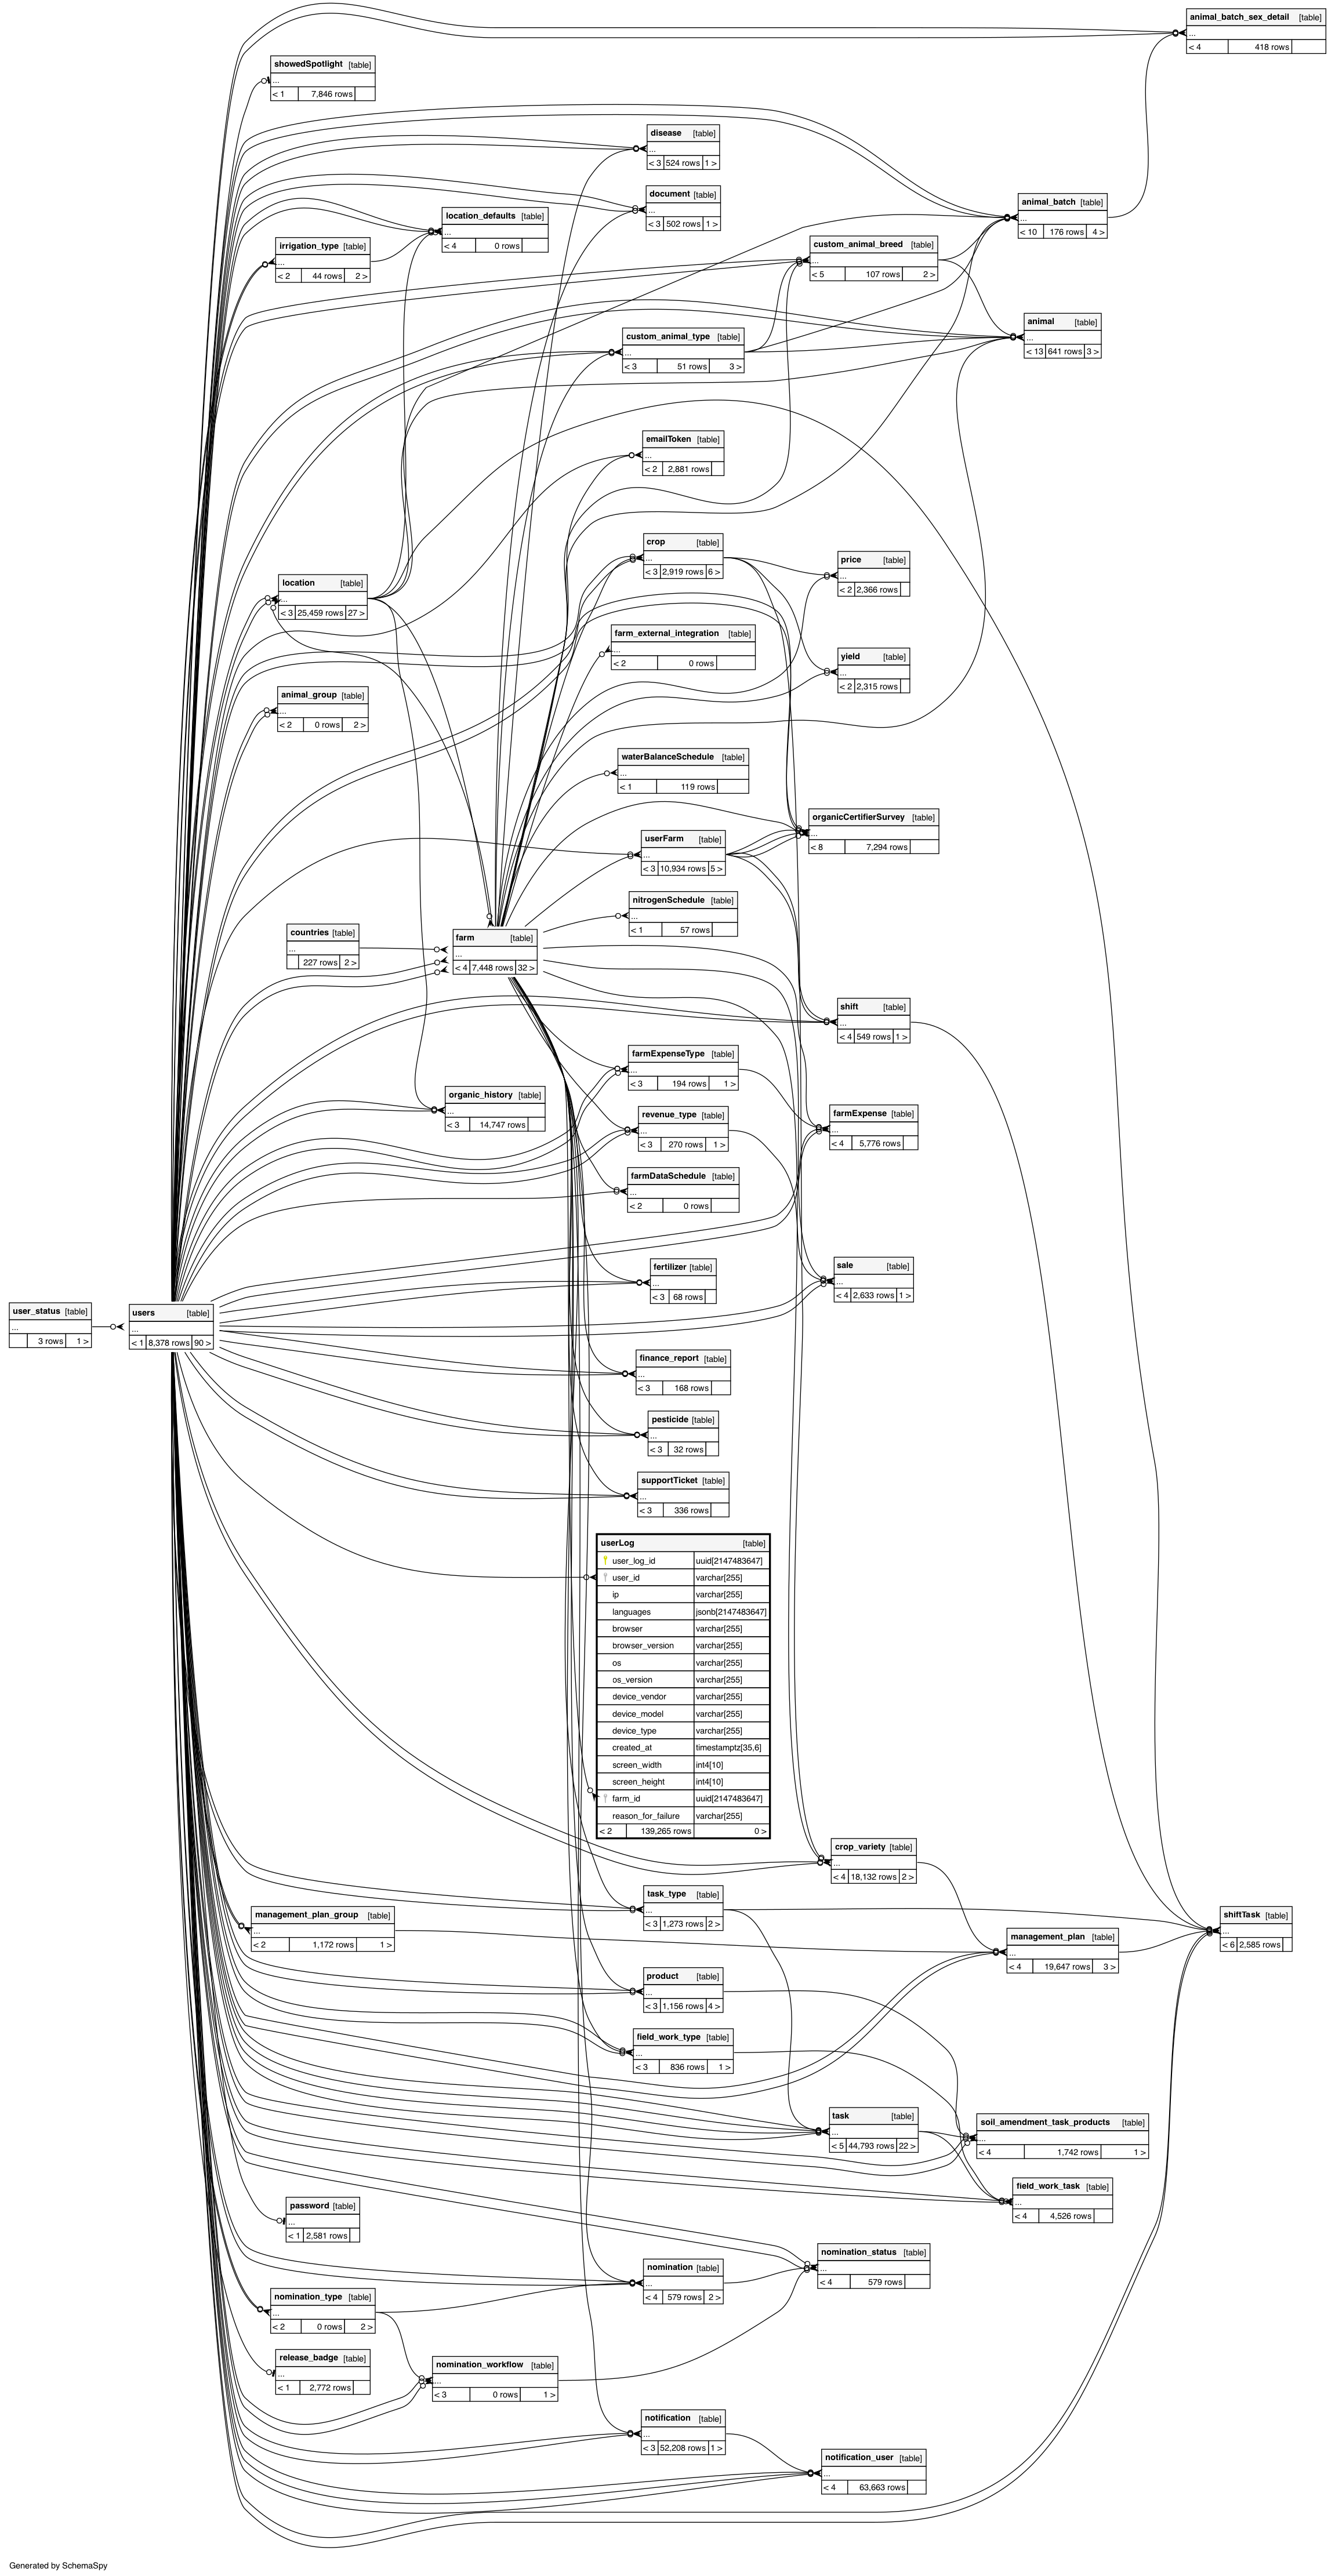 animal_batch_sex_detail [table]
...
< 4 418 rows
showedSpotlight [table]
...
< 1 7,846 rows
disease [table]
...
< 3 524 rows 1 >
document [table]
...
< 3 502 rows 1 >
animal_batch [table]
...
< 10 176 rows 4 >
location_defaults [table]
...
< 4 0 rows
irrigation_type [table]
...
< 2 44 rows 2 >
custom_animal_breed [table]
...
< 5 107 rows 2 >
animal [table]
...
< 13 641 rows 3 >
custom_animal_type [table]
...
< 3 51 rows 3 >
emailToken [table]
...
< 2 2,881 rows
crop [table]
...
< 3 2,919 rows 6 >
price [table]
...
< 2 2,366 rows
location [table]
...
< 3 25,459 rows 27 >
farm_external_integration [table]
...
< 2 0 rows
yield [table]
...
< 2 2,315 rows
animal_group [table]
...
< 2 0 rows 2 >
waterBalanceSchedule [table]
...
< 1 119 rows
organicCertifierSurvey [table]
...
< 8 7,294 rows
userFarm [table]
...
< 3 10,934 rows 5 >
nitrogenSchedule [table]
...
< 1 57 rows
countries [table]
...
227 rows 2 >
farm [table]
...
< 4 7,448 rows 32 >
shift [table]
...
< 4 549 rows 1 >
farmExpenseType [table]
...
< 3 194 rows 1 >
organic_history [table]
...
< 3 14,747 rows
revenue_type [table]
...
< 3 270 rows 1 >
farmExpense [table]
...
< 4 5,776 rows
farmDataSchedule [table]
...
< 2 0 rows
fertilizer [table]
...
< 3 68 rows
sale [table]
...
< 4 2,633 rows 1 >
user_status [table]
...
3 rows 1 >
users [table]
...
< 1 8,378 rows 90 >
finance_report [table]
...
< 3 168 rows
pesticide [table]
...
< 3 32 rows
supportTicket [table]
...
< 3 336 rows
userLog [table]
user_log_id uuid[2147483647]
user_id varchar[255]
ip varchar[255]
languages jsonb[2147483647]
browser varchar[255]
browser_version varchar[255]
os varchar[255]
os_version varchar[255]
device_vendor varchar[255]
device_model varchar[255]
device_type varchar[255]
created_at timestamptz[35,6]
screen_width int4[10]
screen_height int4[10]
farm_id uuid[2147483647]
reason_for_failure varchar[255]
< 2 139,265 rows 0 >
crop_variety [table]
...
< 4 18,132 rows 2 >
task_type [table]
...
< 3 1,273 rows 2 >
management_plan_group [table]
...
< 2 1,172 rows 1 >
shiftTask [table]
...
< 6 2,585 rows
management_plan [table]
...
< 4 19,647 rows 3 >
product [table]
...
< 3 1,156 rows 4 >
field_work_type [table]
...
< 3 836 rows 1 >
task [table]
...
< 5 44,793 rows 22 >
soil_amendment_task_products [table]
...
< 4 1,742 rows 1 >
field_work_task [table]
...
< 4 4,526 rows
password [table]
...
< 1 2,581 rows
nomination_status [table]
...
< 4 579 rows
nomination [table]
...
< 4 579 rows 2 >
nomination_type [table]
...
< 2 0 rows 2 >
release_badge [table]
...
< 1 2,772 rows
nomination_workflow [table]
...
< 3 0 rows 1 >
notification [table]
...
< 3 52,208 rows 1 >
notification_user [table]
...
< 4 63,663 rows
Generated by SchemaSpy